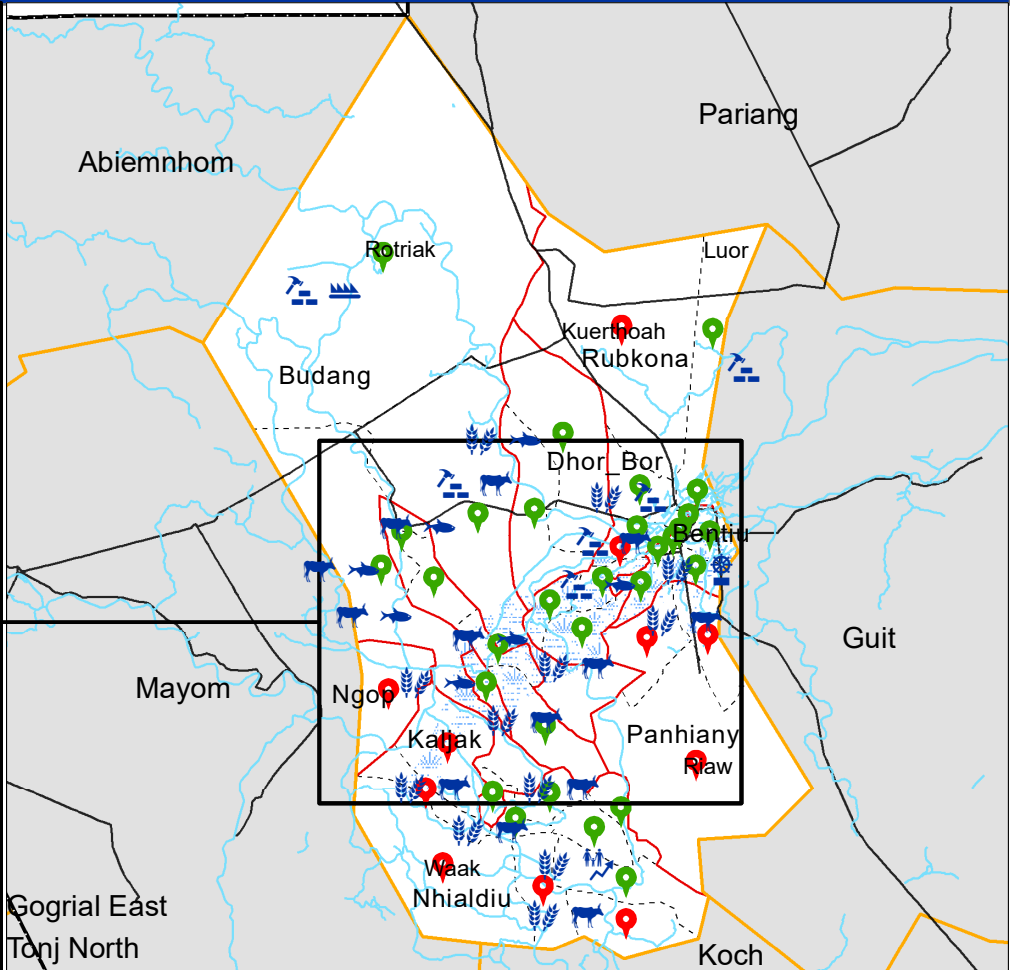 Pariang
Abiemnhom
Rotriak
Luor
Kuerthoah
Rubkona
Budang
Dhor_Bor
Bentiu
Guit
Mayom
Ngop
Kaljak
Panhiany
Riaw
Waak
Nhialdiu
Gogrial East
Tonj North
Koch